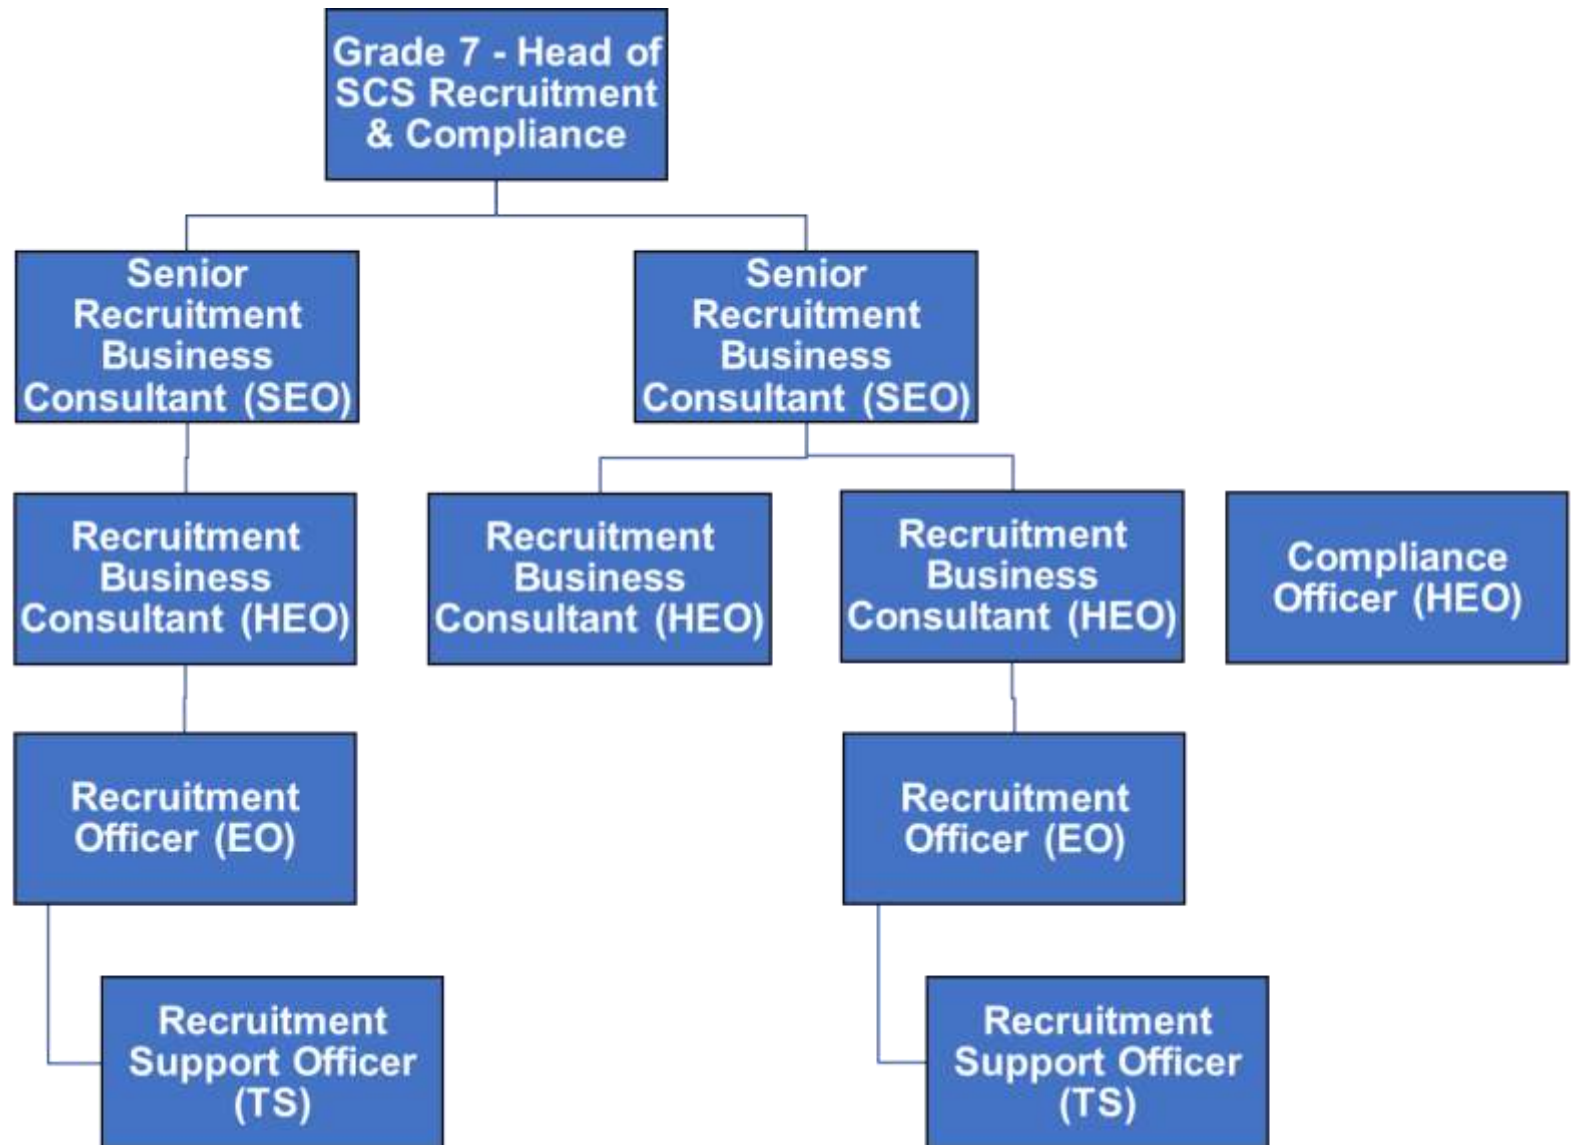 Grade 7 - Head of
SCS Recruitment
& Compliance
Senior
Recruitment
Business
Consultant (SEO)
Senior
Recruitment
Business
Consultant (SEO)
Recruitment
Business
Consultant (HEO)
Recruitment
Business
Consultant (HEO)
Recruitment
Business
Consultant (HEO)
Compliance
Officer (HEO)
Recruitment
Officer (EO)
Recruitment
Officer (EO)
Recruitment
Support Officer
(TS)
Recruitment
Support Officer
(TS)